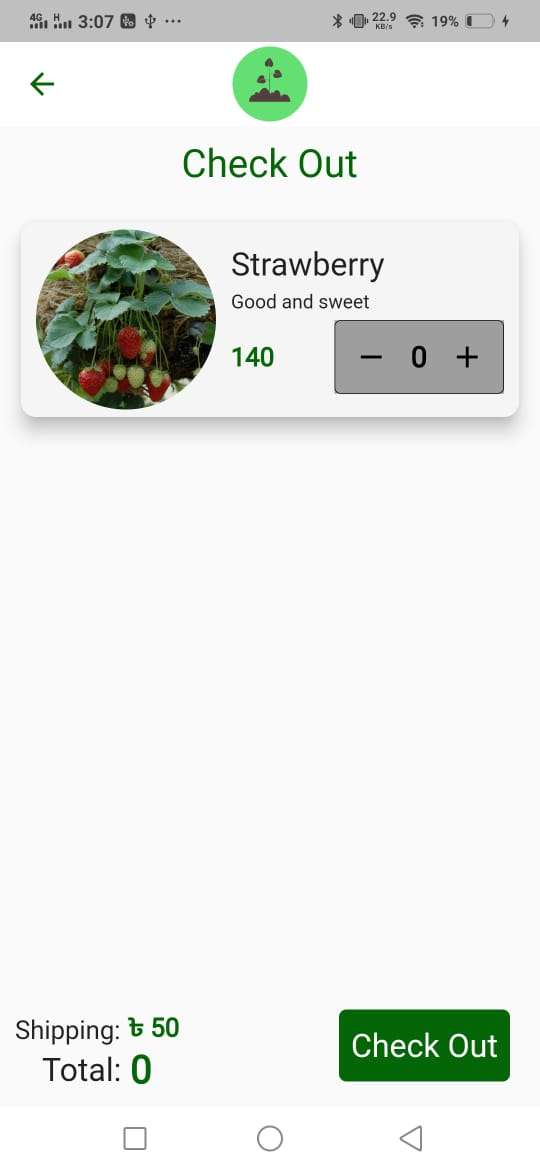 4G H 3:07 22.9 KB/s 19%
Check Out
Strawberry
Good and sweet
140 − 0 +
Shipping: ৳ 50
Total: 0
Check Out